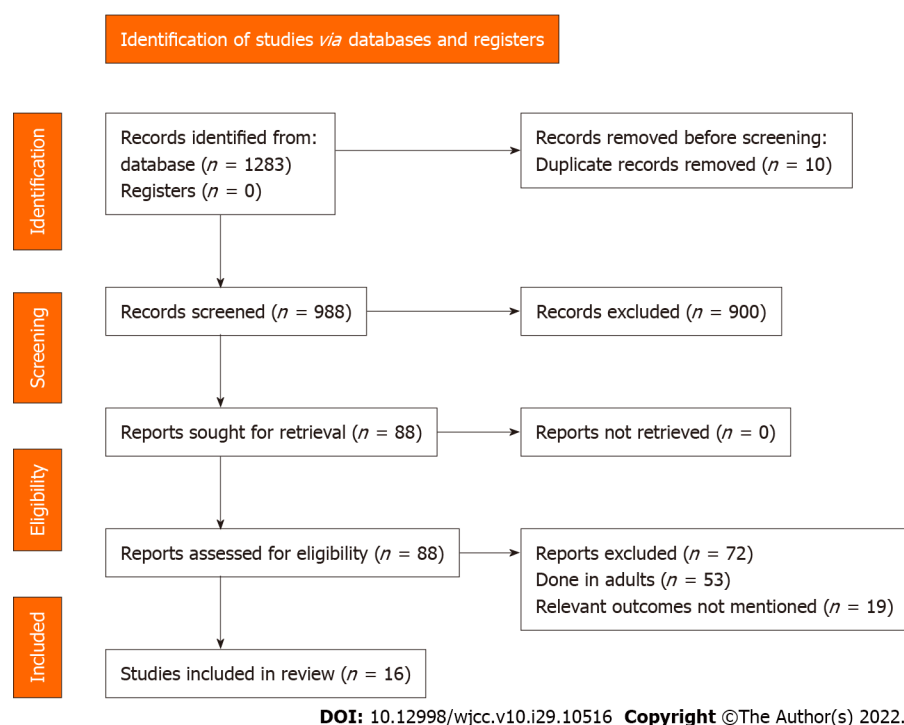 Identification of studies via databases and registers
Identification
Records identified from:
database (n = 1283)
Registers (n = 0)
Records removed before screening:
Duplicate records removed (n = 10)
Screening
Records screened (n = 988)
Records excluded (n = 900)
Reports sought for retrieval (n = 88)
Reports not retrieved (n = 0)
Eligibility
Reports assessed for eligibility (n = 88)
Reports excluded (n = 72)
Done in adults (n = 53)
Relevant outcomes not mentioned (n = 19)
Included
Studies included in review (n = 16)
DOI: 10.12998/wjcc.v10.i29.10516 Copyright ©The Author(s) 2022.